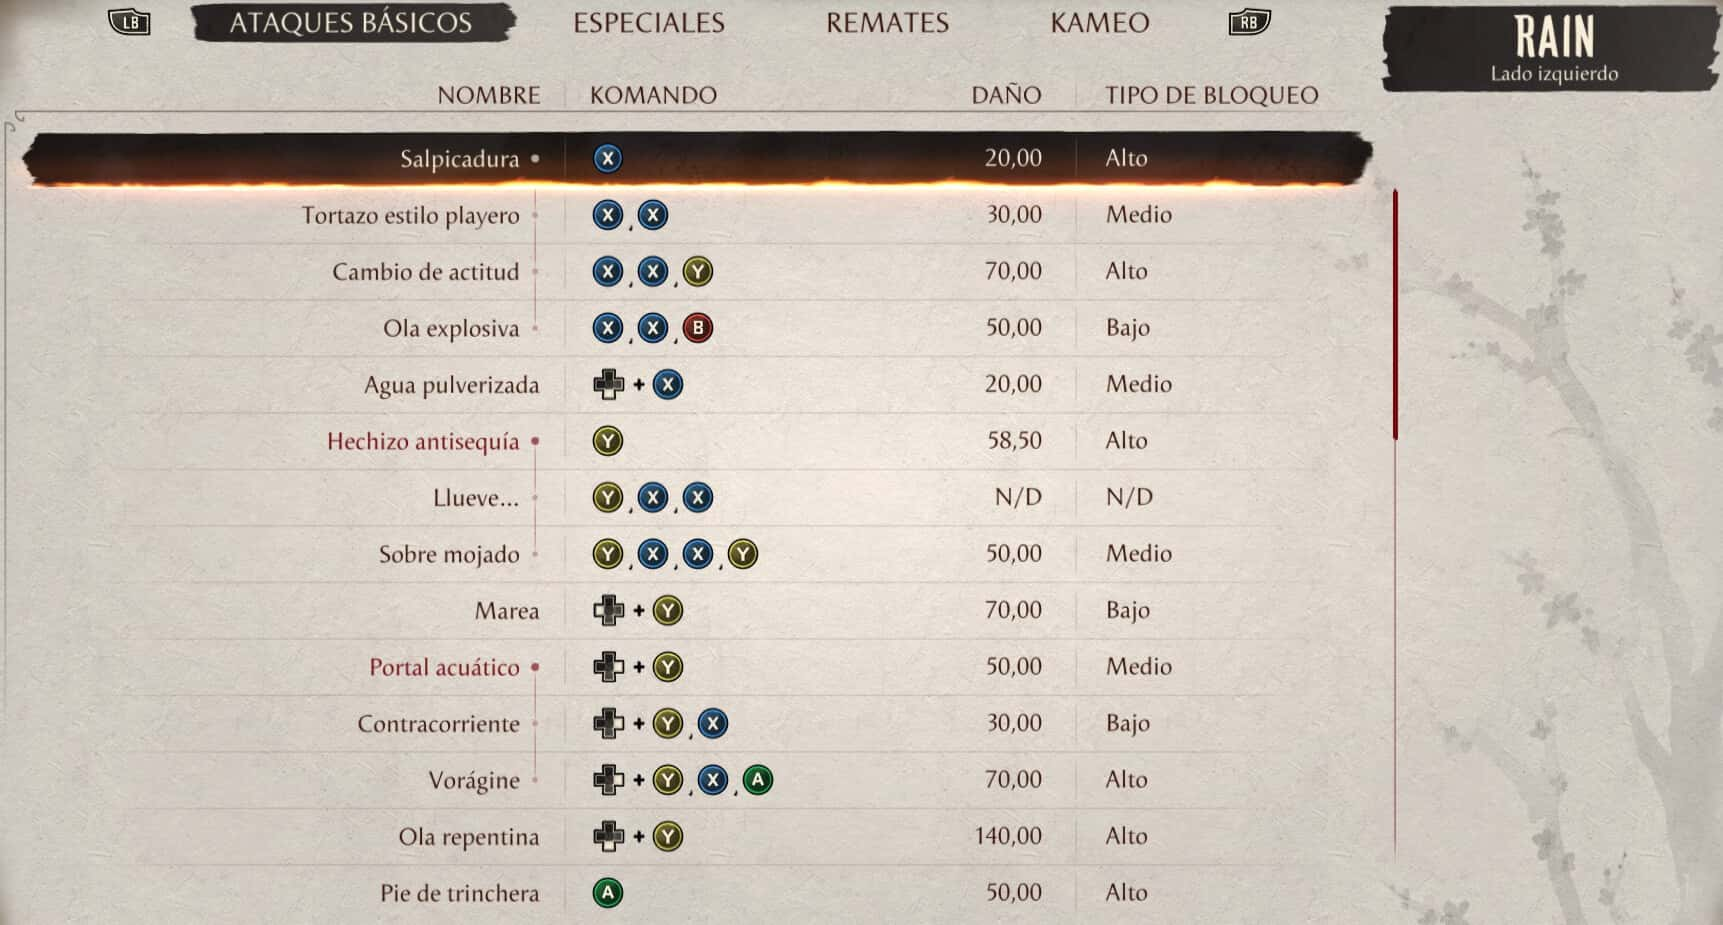 LB ATAQUES BÁSICOS ESPECIALES REMATES KAMEO RB
RAIN
Lado izquierdo
NOMBRE KOMANDO DAÑO TIPO DE BLOQUEO
Salpicadura X 20,00 Alto
Tortazo estilo playero X , X 30,00 Medio
Cambio de actitud X , X , Y 70,00 Alto
Ola explosiva X , X , B 50,00 Bajo
Agua pulverizada + X 20,00 Medio
Hechizo antisequía Y 58,50 Alto
Llueve... Y , X , X N/D N/D
Sobre mojado Y , X , X , Y 50,00 Medio
Marea + Y 70,00 Bajo
Portal acuático + Y 50,00 Medio
Contracorriente + Y , X 30,00 Bajo
Vorágine + Y , X , A 70,00 Alto
Ola repentina + Y 140,00 Alto
Pie de trinchera A 50,00 Alto